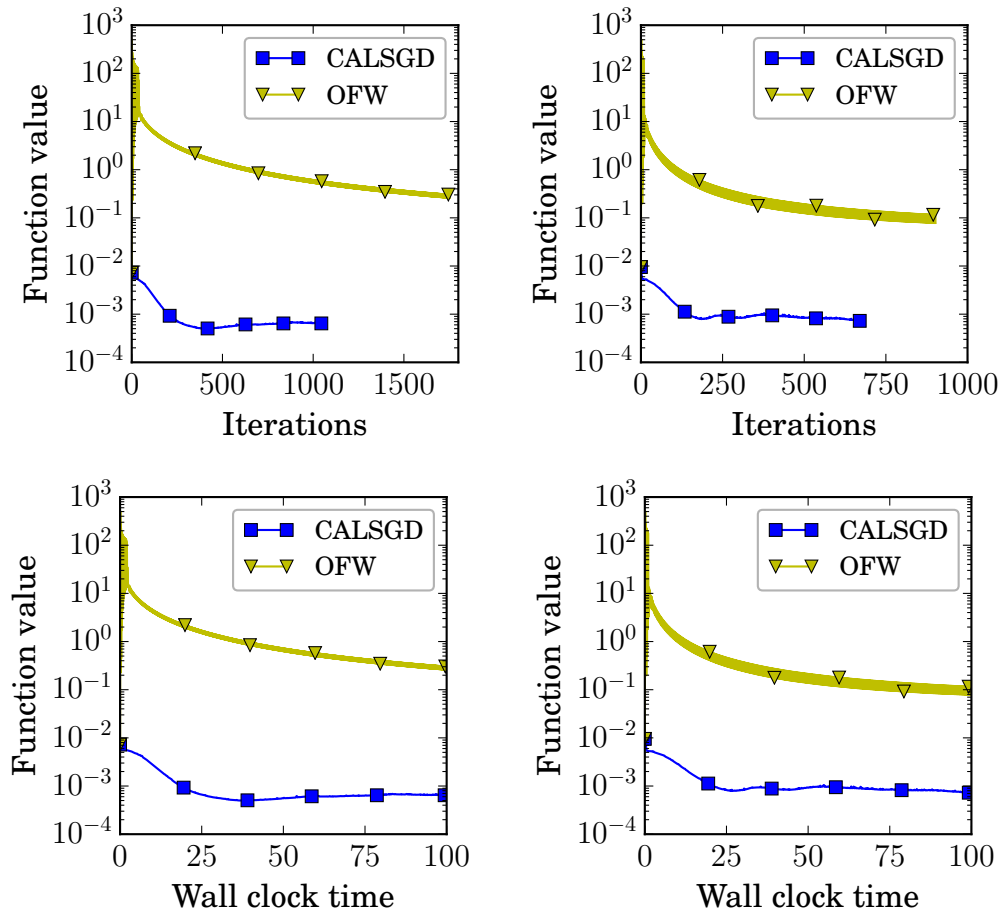 10^3
10^2
10^1
10^0
10^-1
10^-2
10^-3
10^-4
Function value
CALSGD
OFW
0 500 1000 1500
Iterations
10^3
10^2
10^1
10^0
10^-1
10^-2
10^-3
10^-4
Function value
CALSGD
OFW
0 250 500 750 1000
Iterations
10^3
10^2
10^1
10^0
10^-1
10^-2
10^-3
10^-4
Function value
CALSGD
OFW
0 25 50 75 100
Wall clock time
10^3
10^2
10^1
10^0
10^-1
10^-2
10^-3
10^-4
Function value
CALSGD
OFW
0 25 50 75 100
Wall clock time